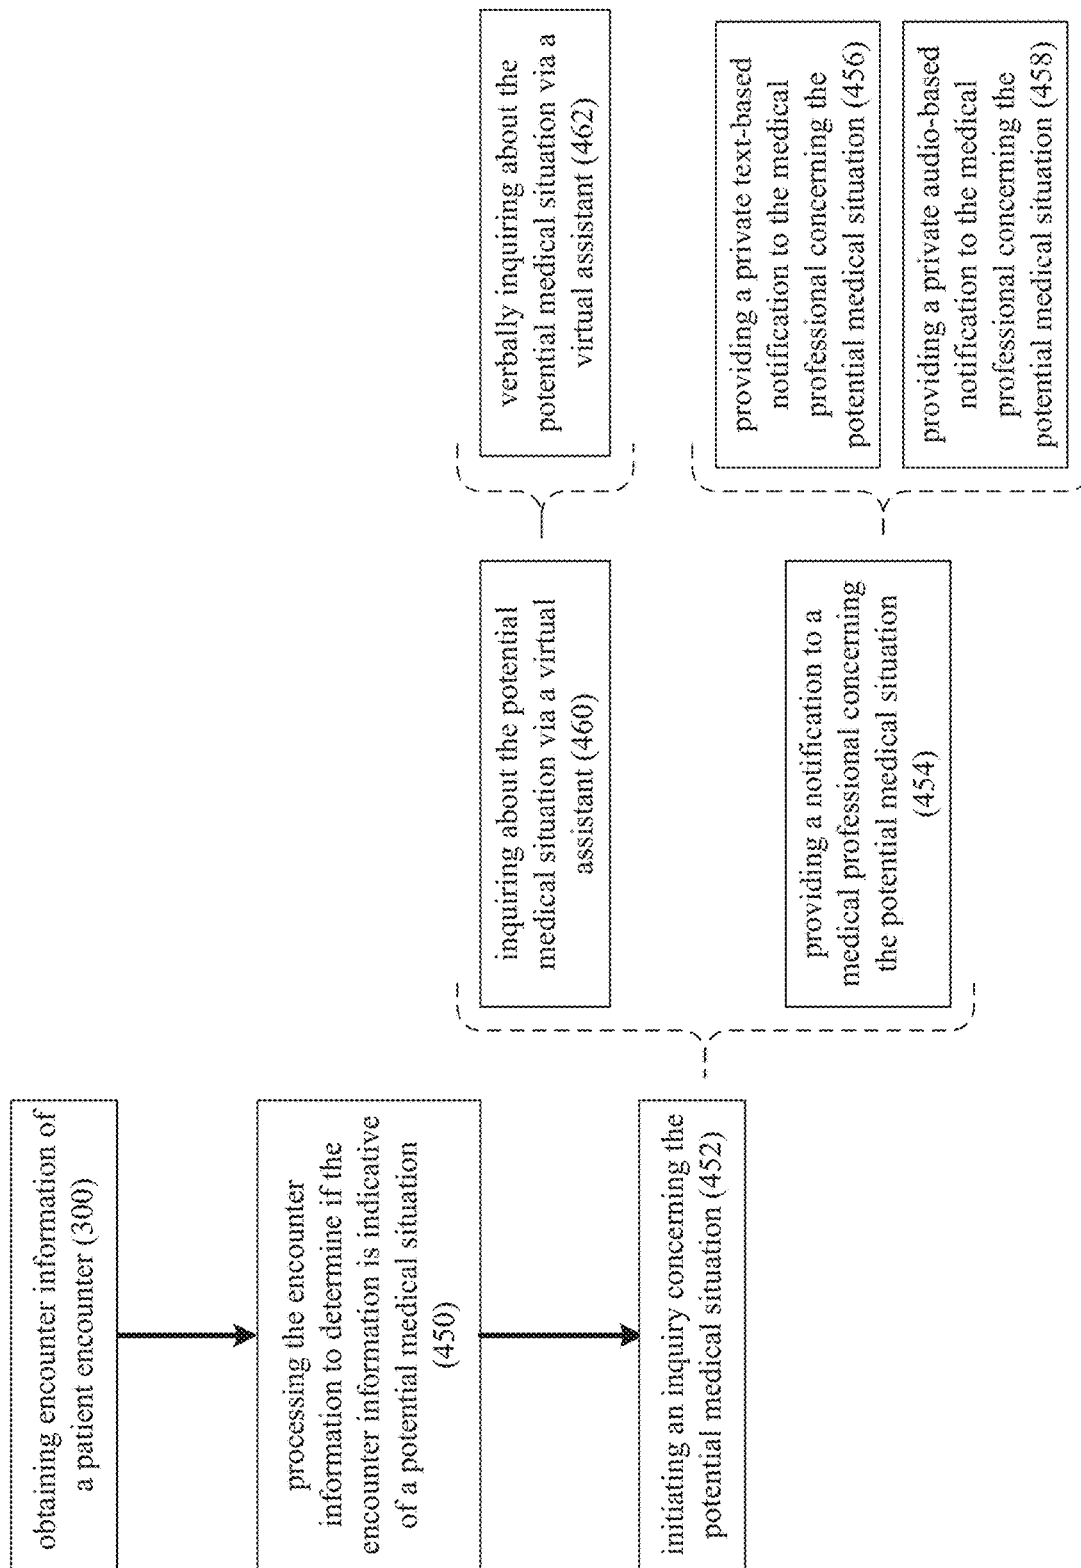 obtaining encounter information of
a patient encounter (300)
processing the encounter
information to determine if the
encounter information is indicative
of a potential medical situation
(450)
initiating an inquiry concerning the
potential medical situation (452)
inquiring about the potential
medical situation via a virtual
assistant (460)
providing a notification to a
medical professional concerning
the potential medical situation
(454)
verbally inquiring about the
potential medical situation via a
virtual assistant (462)
providing a private text-based
notification to the medical
professional concerning the
potential medical situation (456)
providing a private audio-based
notification to the medical
professional concerning the
potential medical situation (458)